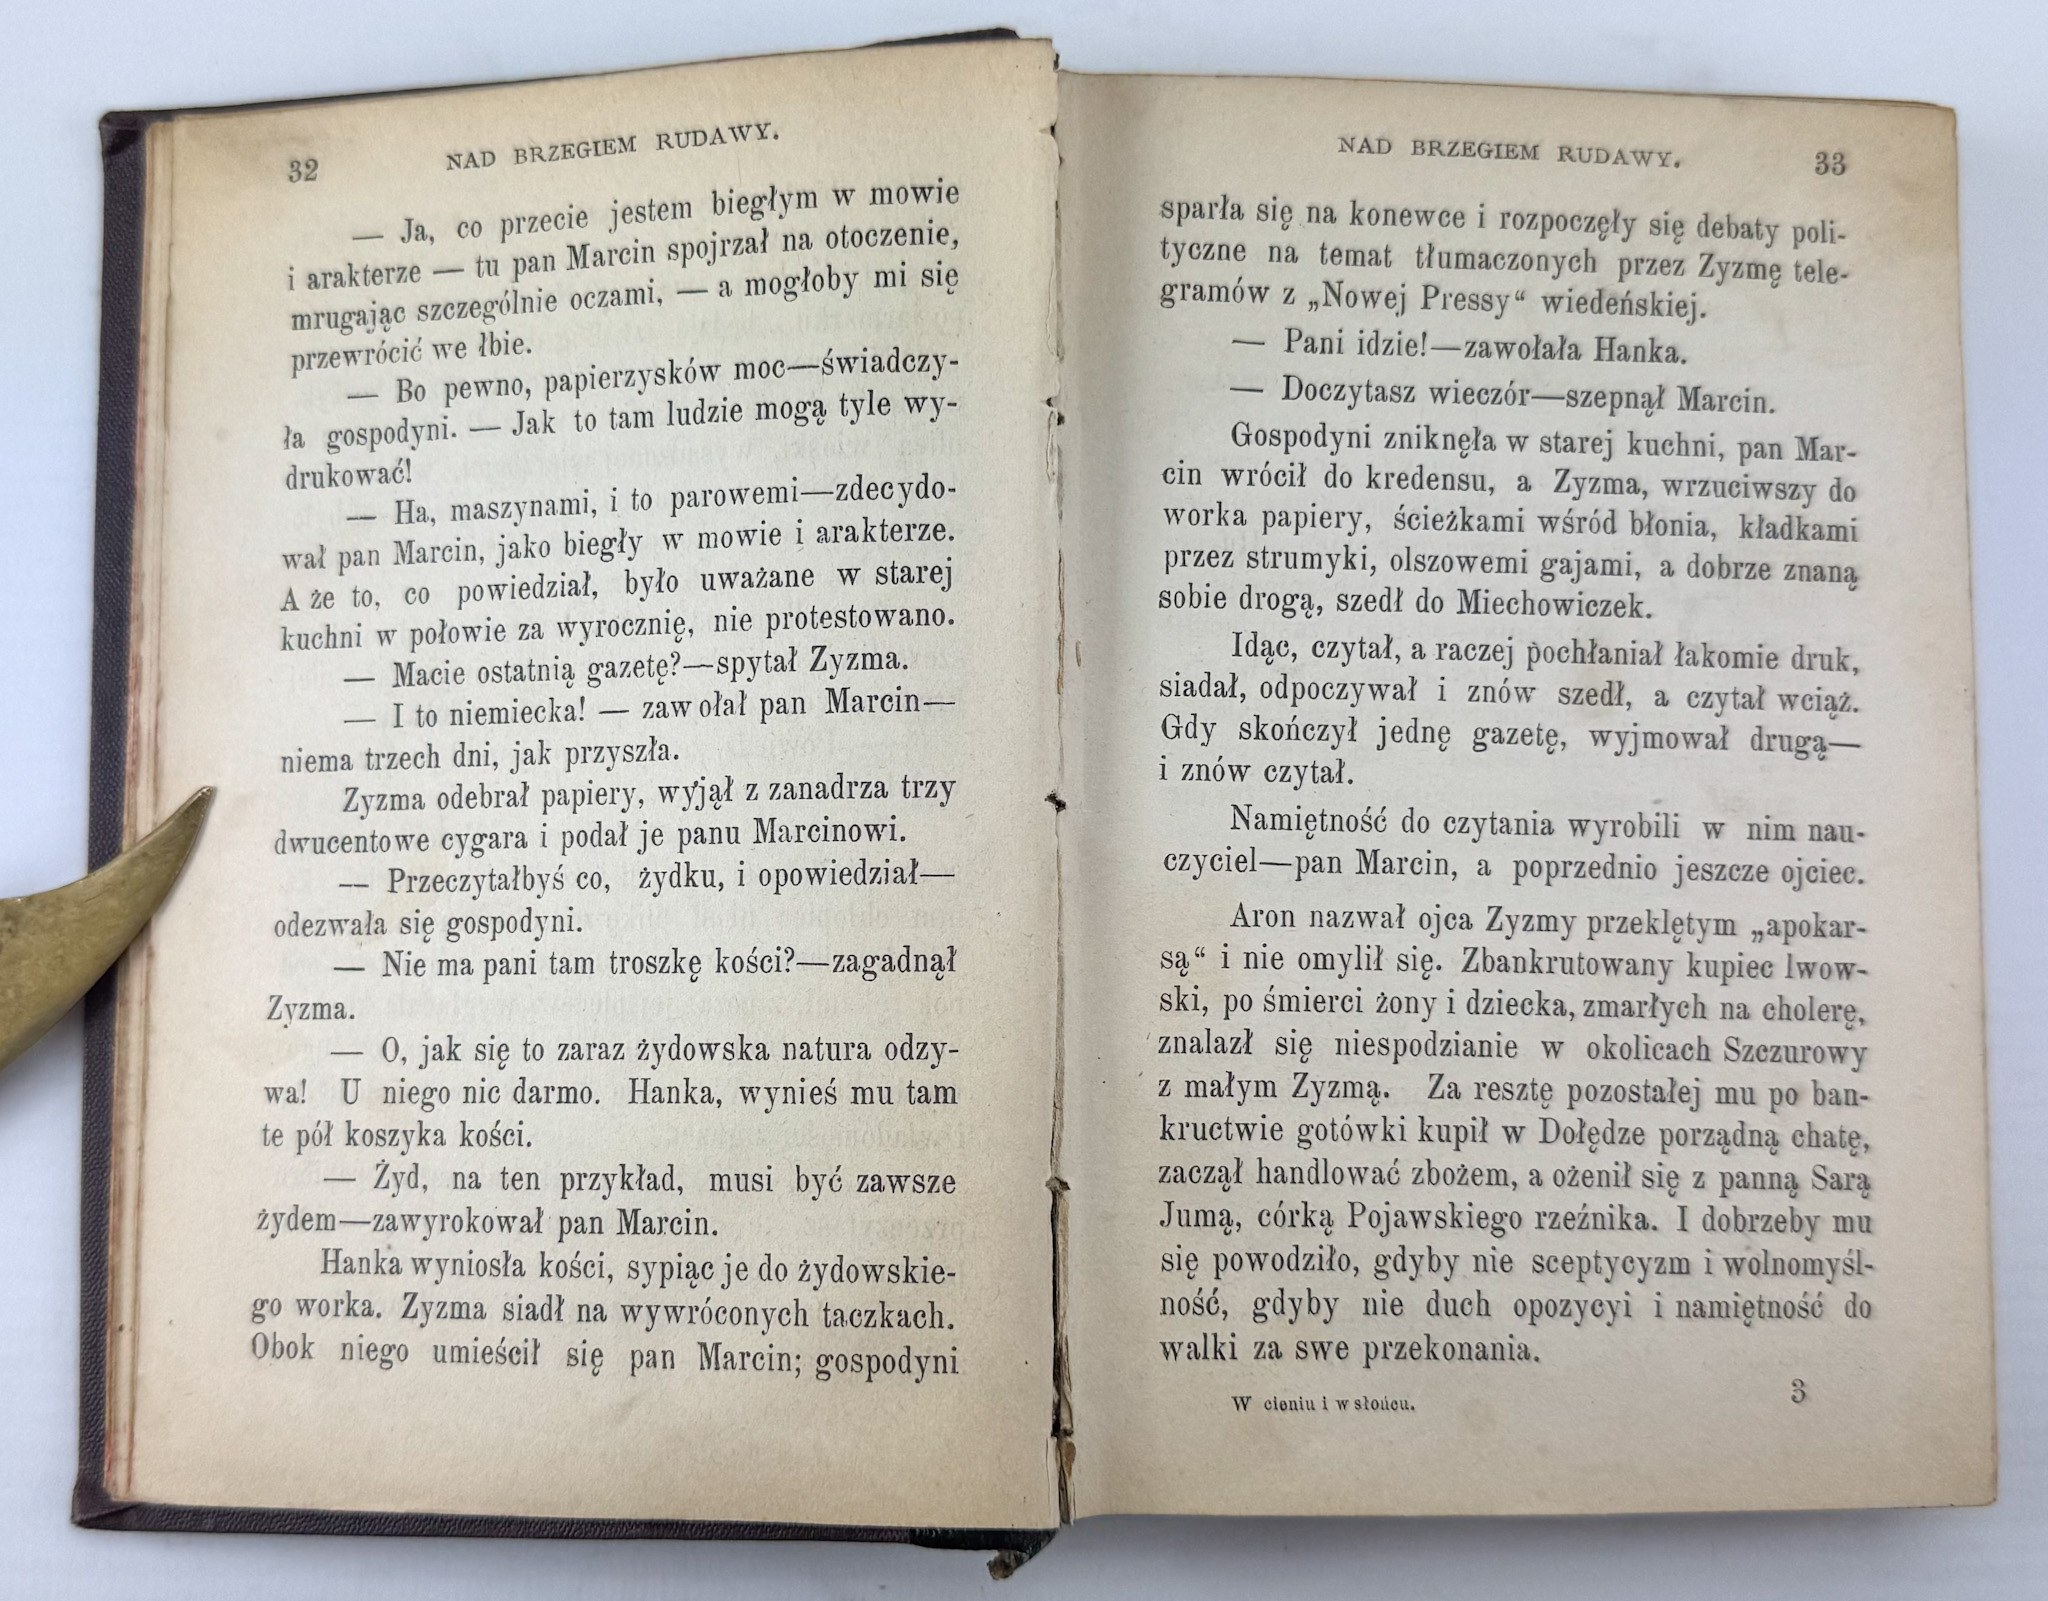 32 NAD BRZEGIEM RUDAWY.
— Ja, co przecie jestem biegłym w mowie
i arakterze — tu pan Marcin spojrzał na otoczenie,
mrugając szczególnie oczami, — a mogłoby mi się
przewrócić we łbie.
— Bo pewno, papierzysków moc—świadczy-
ła gospodyni. — Jak to tam ludzie mogą tyle wy-
drukować!
— Ha, maszynami, i to parowemi—zdecydo-
wał pan Marcin, jako biegły w mowie i arakterze.
A że to, co powiedział, było uważane w starej
kuchni w połowie za wyrocznię, nie protestowano.
— Macie ostatnią gazetę?—spytał Zyzma.
— I to niemiecka! — zawołał pan Marcin—
niema trzech dni, jak przyszła.
Zyzma odebrał papiery, wyjął z zanadrza trzy
dwucentowe cygara i podał je panu Marcinowi.
— Przeczytałbyś co, żydku, i opowiedział—
odezwała się gospodyni.
— Nie ma pani tam troszkę kości?—zagadnął
Zyzma.
— O, jak się to zaraz żydowska natura odzy-
wa! U niego nic darmo. Hanka, wynieś mu tam
te pół koszyka kości.
— Żyd, na ten przykład, musi być zawsze
żydem—zawyrokował pan Marcin.
Hanka wyniosła kości, sypiąc je do żydowskie-
go worka. Zyzma siadł na wywróconych taczkach.
Obok niego umieścił się pan Marcin; gospodyni
NAD BRZEGIEM RUDAWY. 33
sparła się na konewce i rozpoczęły się debaty poli-
tyczne na temat tłumaczonych przez Zyzmę tele-
gramów z „Nowej Pressy“ wiedeńskiej.
— Pani idzie!—zawołała Hanka.
— Doczytasz wieczór—szepnął Marcin.
Gospodyni zniknęła w starej kuchni, pan Mar-
cin wrócił do kredensu, a Zyzma, wrzuciwszy do
worka papiery, ścieżkami wśród błonia, kładkami
przez strumyki, olszowemi gajami, a dobrze znaną
sobie drogą, szedł do Miechowiczek.
Idąc, czytał, a raczej pochłaniał łakomie druk,
siadał, odpoczywał i znów szedł, a czytał wciąż.
Gdy skończył jednę gazetę, wyjmował drugą—
i znów czytał.
Namiętność do czytania wyrobili w nim nau-
czyciel—pan Marcin, a poprzednio jeszcze ojciec.
Aron nazwał ojca Zyzmy przeklętym „apokar-
są“ i nie omylił się. Zbankrutowany kupiec lwow-
ski, po śmierci żony i dziecka, zmarłych na cholerę,
znalazł się niespodzianie w okolicach Szczurowy
z małym Zyzmą. Za resztę pozostałej mu po ban-
kructwie gotówki kupił w Dołędze porządną chatę,
zaczął handlować zbożem, a ożenił się z panną Sarą
Jumą, córką Pojawskiego rzeźnika. I dobrzeby mu
się powodziło, gdyby nie sceptycyzm i wolnomyśl-
ność, gdyby nie duch opozycyi i namiętność do
walki za swe przekonania.
W cieniu i w słońcu. 3